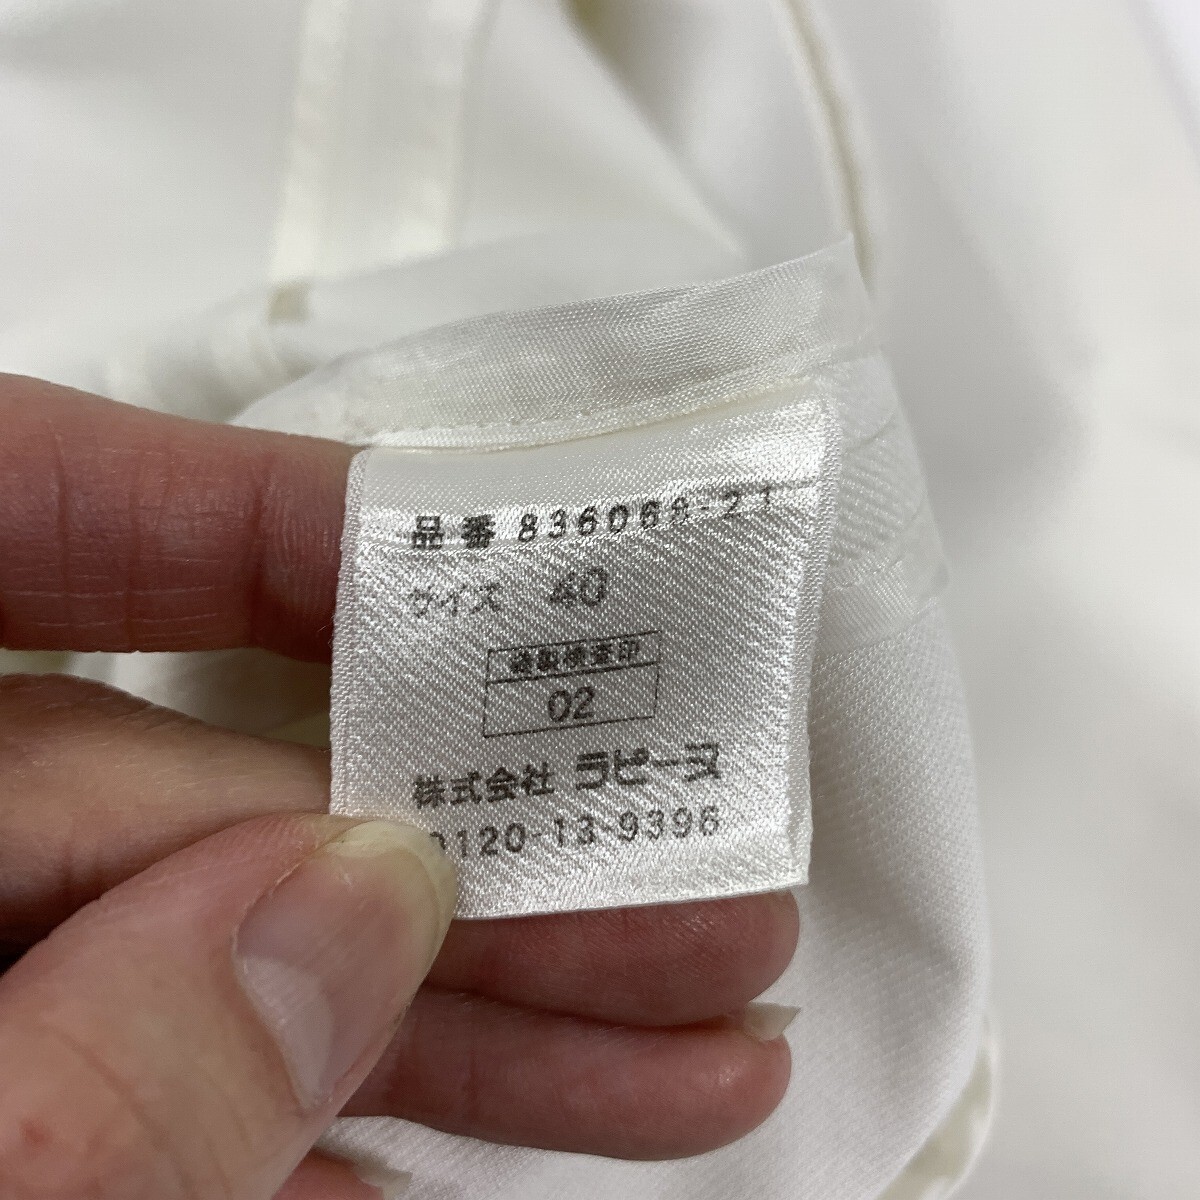 品番 836068-21
サイズ 40
縫製検査印
02
株式会社 ラピーヌ
0120-13-9396